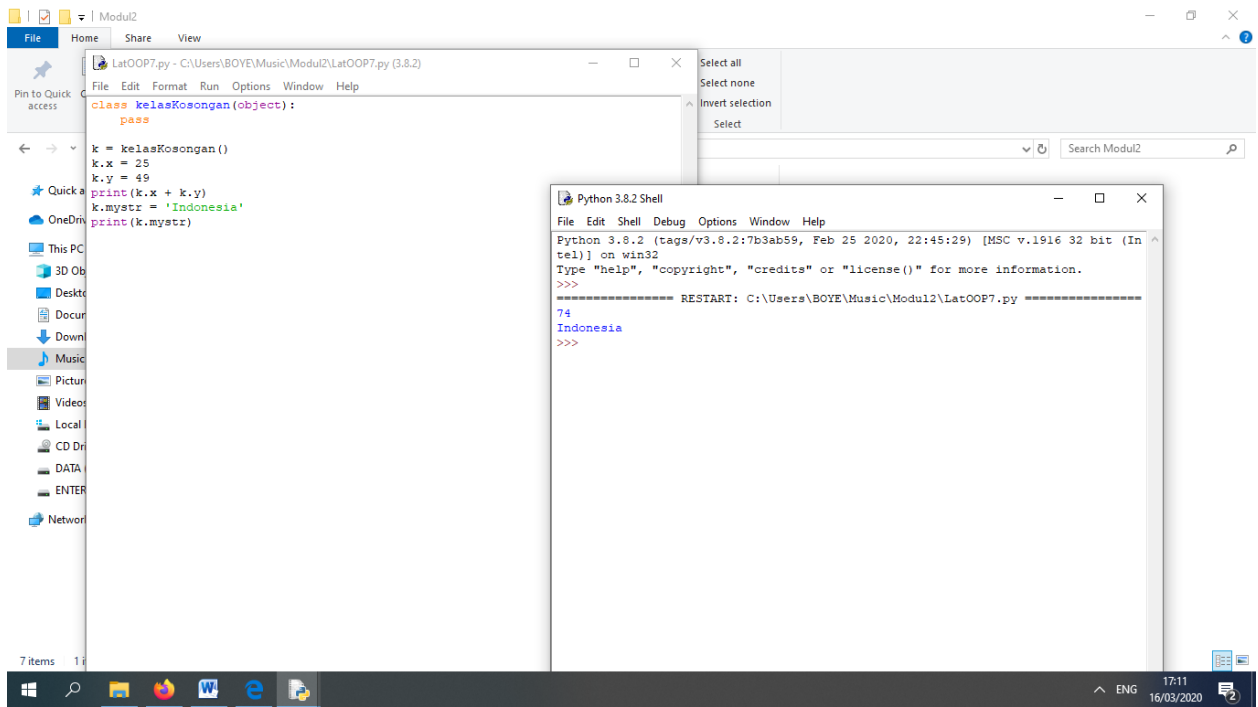 Modul2
File Home Share View
Pin to Quick
access
Select all
Select none
Invert selection
Select
Search Modul2
Quick a
OneDriv
This PC
3D Ob
Deskto
Docur
Downl
Music
Picture
Videos
Local
CD Dri
DATA
ENTER
Networ
7 items
LatOOP7.py - C:\Users\BOYE\Music\Modul2\LatOOP7.py (3.8.2)
File Edit Format Run Options Window Help
class kelasKosongan(object):
    pass
k = kelasKosongan()
k.x = 25
k.y = 49
print(k.x + k.y)
k.mystr = 'Indonesia'
print(k.mystr)
Python 3.8.2 Shell
File Edit Shell Debug Options Window Help
Python 3.8.2 (tags/v3.8.2:7b3ab59, Feb 25 2020, 22:45:29) [MSC v.1916 32 bit (In
tel)] on win32
Type "help", "copyright", "credits" or "license()" for more information.
>>>
================ RESTART: C:\Users\BOYE\Music\Modul2\LatOOP7.py ================
74
Indonesia
>>>
ENG
17:11
16/03/2020
2